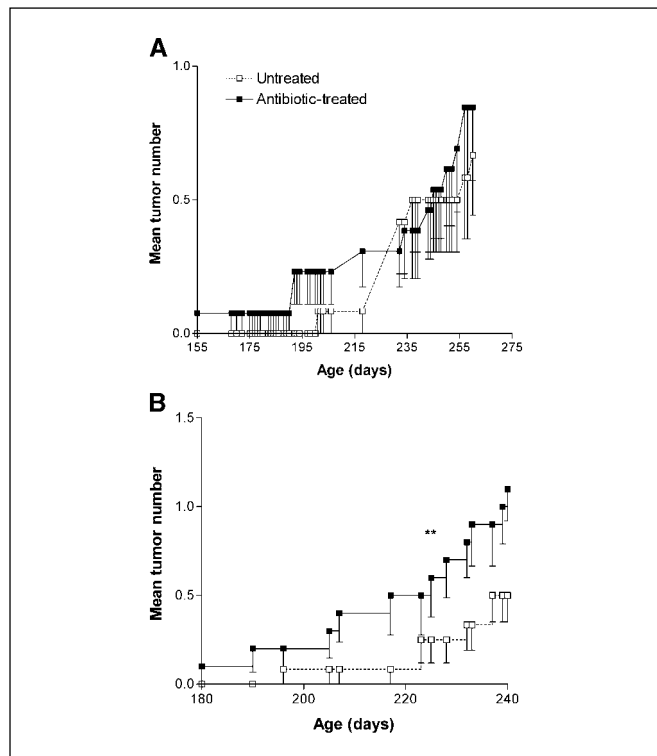 A
Untreated
Antibiotic-treated
Mean tumor number
1.0
0.5
0.0
155 175 195 215 235 255 275
Age (days)
B
Mean tumor number
1.5
1.0
0.5
0.0
**
180 200 220 240
Age (days)